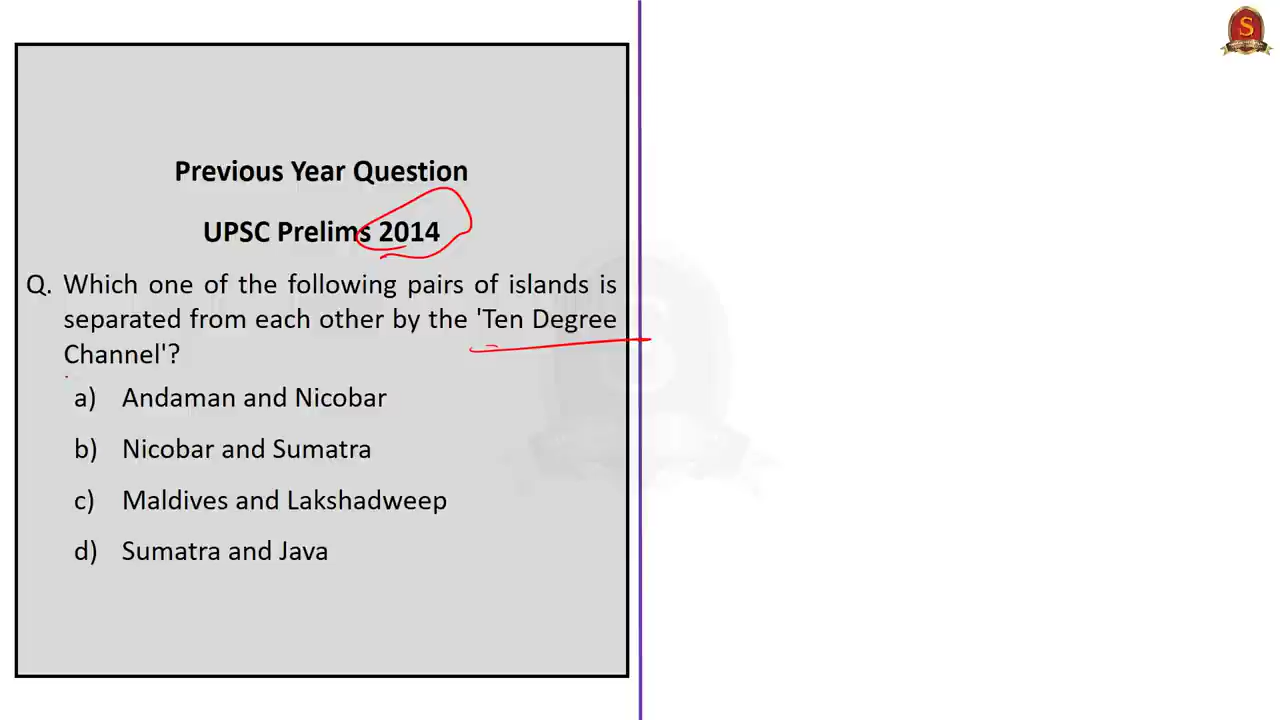 S
Previous Year Question
UPSC Prelims 2014
Q. Which one of the following pairs of islands is
separated from each other by the 'Ten Degree
Channel'?
a) Andaman and Nicobar
b) Nicobar and Sumatra
c) Maldives and Lakshadweep
d) Sumatra and Java